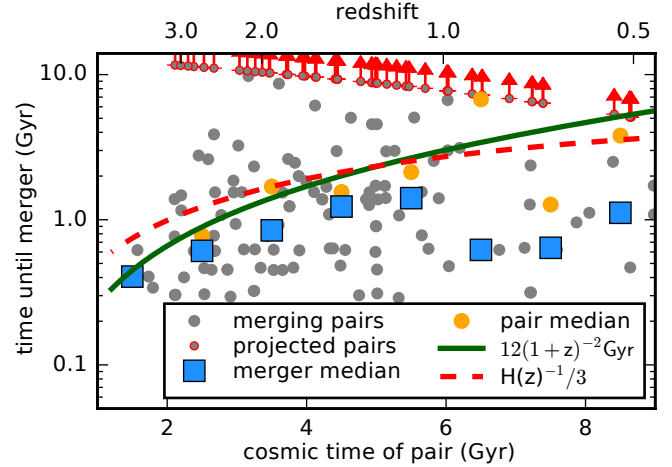 redshift
3.0 2.0 1.0 0.5
10.0
1.0
0.1
time until merger (Gyr)
merging pairs
projected pairs
merger median
pair median
12(1+z)⁻²Gyr
H(z)⁻¹/3
2 4 6 8
cosmic time of pair (Gyr)